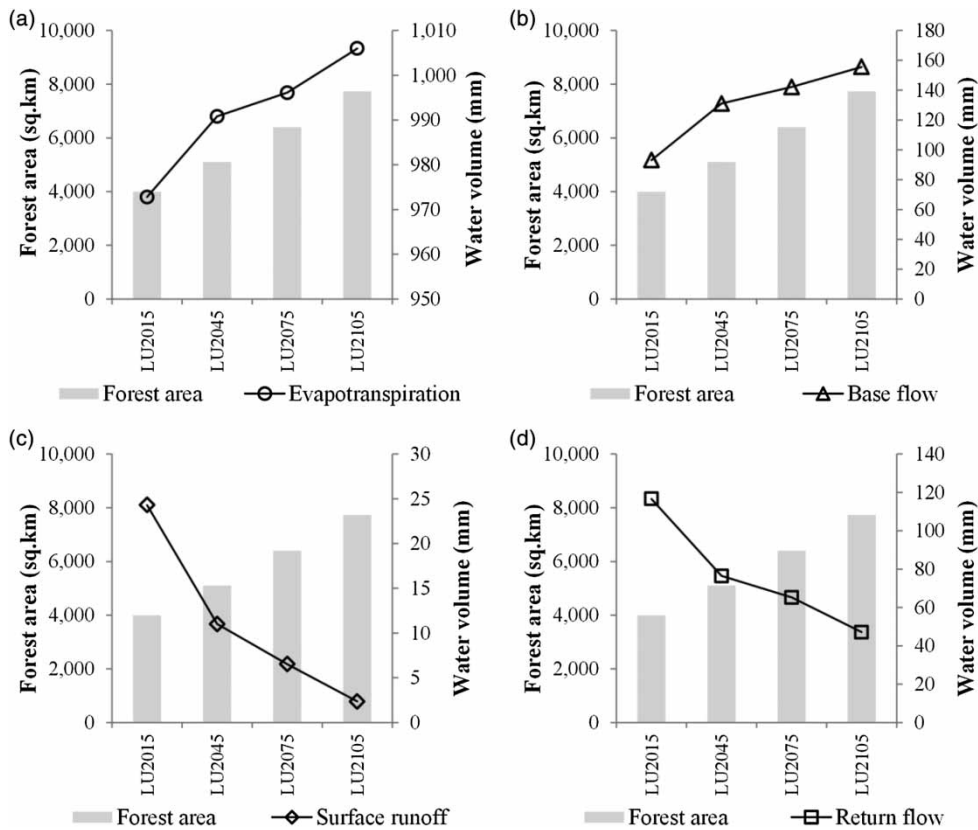 (a)
10,000
8,000
6,000
4,000
2,000
0
Forest area (sq.km)
1,010
1,000
990
980
970
960
950
Water volume (mm)
LU2015
LU2045
LU2075
LU2105
Forest area
Evapotranspiration
(b)
10,000
8,000
6,000
4,000
2,000
0
Forest area (sq.km)
180
160
140
120
100
80
60
40
20
0
Water volume (mm)
LU2015
LU2045
LU2075
LU2105
Forest area
Base flow
(c)
10,000
8,000
6,000
4,000
2,000
0
Forest area (sq.km)
30
25
20
15
10
5
0
Water volume (mm)
LU2015
LU2045
LU2075
LU2105
Forest area
Surface runoff
(d)
10,000
8,000
6,000
4,000
2,000
0
Forest area (sq.km)
140
120
100
80
60
40
20
0
Water volume (mm)
LU2015
LU2045
LU2075
LU2105
Forest area
Return flow